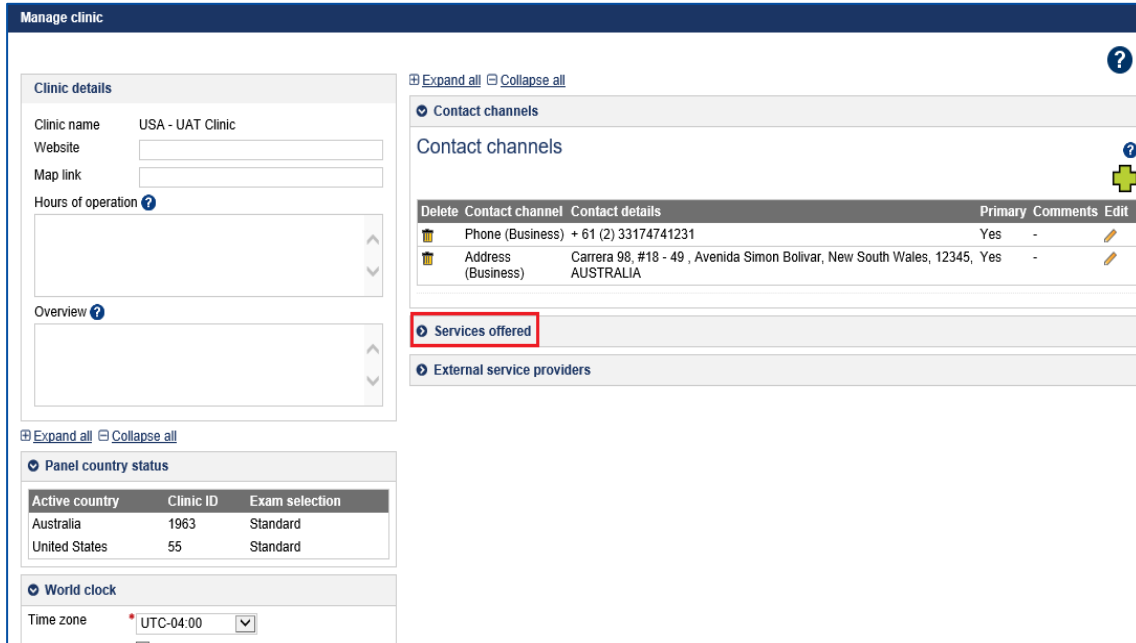 Manage clinic
?
Clinic details
Clinic name USA - UAT Clinic
Website
Map link
Hours of operation ?
Overview ?
Expand all Collapse all
Panel country status
Active country Clinic ID Exam selection
Australia 1963 Standard
United States 55 Standard
World clock
Time zone * UTC-04:00
Expand all Collapse all
Contact channels
Contact channels
?
Delete Contact channel Contact details Primary Comments Edit
Phone (Business) + 61 (2) 33174741231 Yes -
Address Carrera 98, #18 - 49 , Avenida Simon Bolivar, New South Wales, 12345, Yes -
(Business) AUSTRALIA
Services offered
External service providers